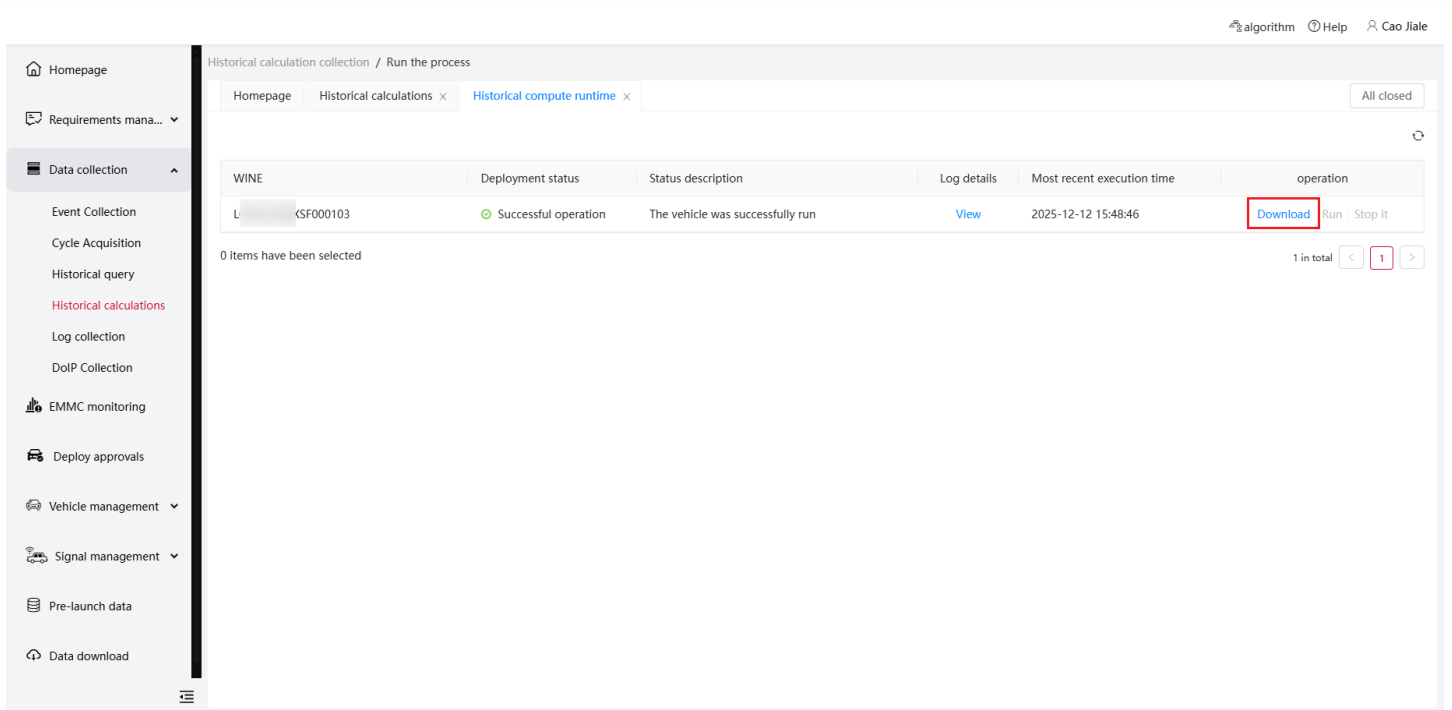 algorithm Help Cao Jiale
Homepage
Requirements mana...
Data collection
Event Collection
Cycle Acquisition
Historical query
Historical calculations
Log collection
DoIP Collection
EMMC monitoring
Deploy approvals
Vehicle management
Signal management
Pre-launch data
Data download
Historical calculation collection / Run the process
Homepage Historical calculations × Historical compute runtime × All closed
WINE Deployment status Status description Log details Most recent execution time operation
SF000103 Successful operation The vehicle was successfully run View 2025-12-12 15:48:46 Download Run Stop it
0 items have been selected 1 in total < 1 >